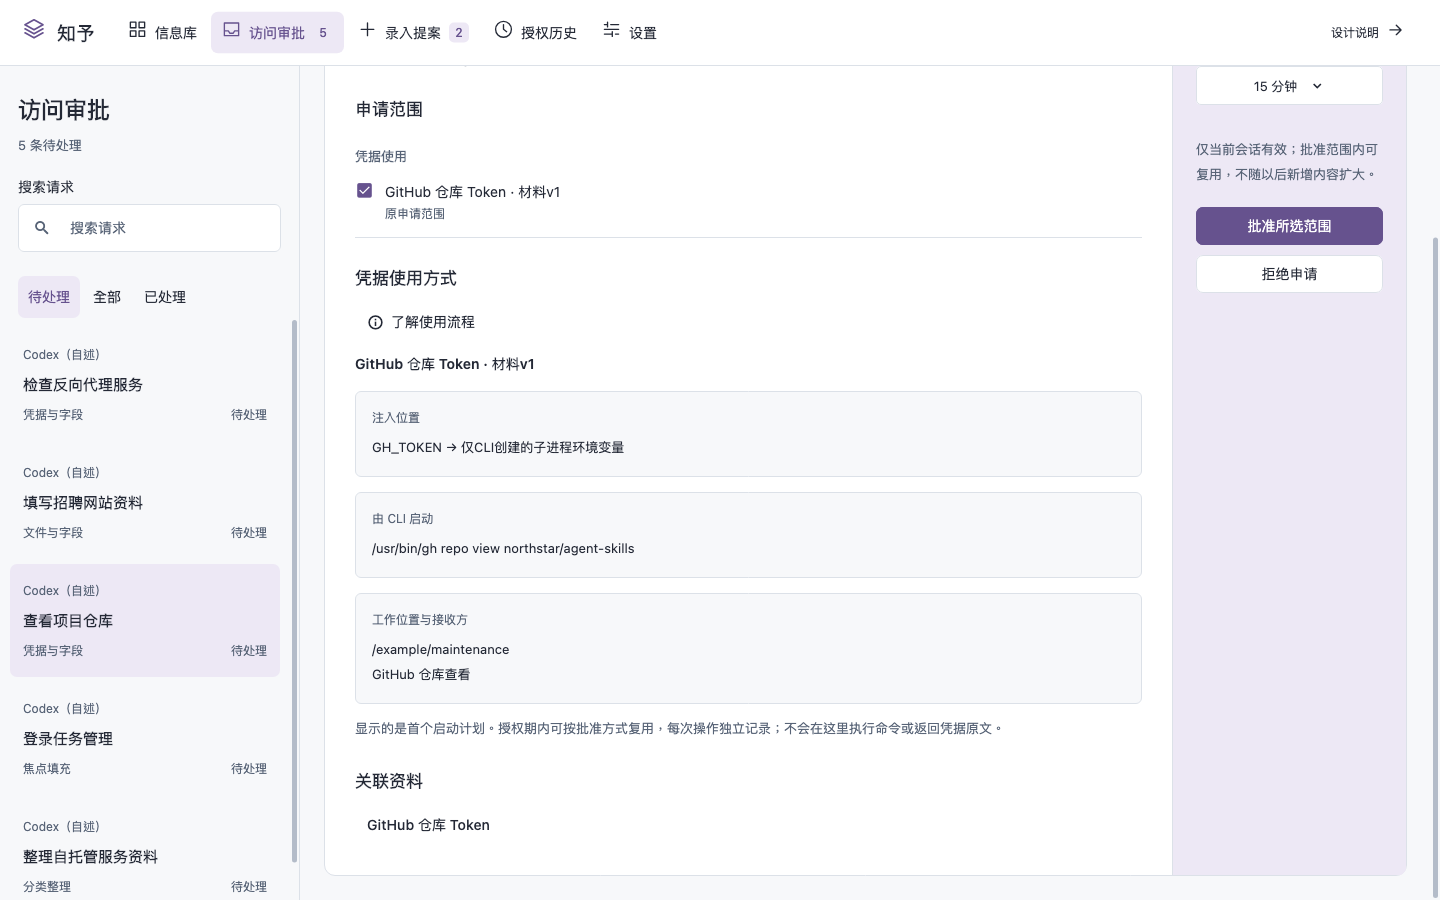 知予
信息库
访问审批 5
录入提案 2
授权历史
设置
设计说明
访问审批
5 条待处理
搜索请求
搜索请求
待处理
全部
已处理
Codex（自述）
检查反向代理服务
凭据与字段
待处理
Codex（自述）
填写招聘网站资料
文件与字段
待处理
Codex（自述）
查看项目仓库
凭据与字段
待处理
Codex（自述）
登录任务管理
焦点填充
待处理
Codex（自述）
整理自托管服务资料
分类整理
待处理
申请范围
凭据使用
GitHub 仓库 Token · 材料v1
原申请范围
凭据使用方式
了解使用流程
GitHub 仓库 Token · 材料v1
注入位置
GH_TOKEN → 仅CLI创建的子进程环境变量
由 CLI 启动
/usr/bin/gh repo view northstar/agent-skills
工作位置与接收方
/example/maintenance
GitHub 仓库查看
显示的是首个启动计划。授权期内可按批准方式复用，每次操作独立记录；不会在这里执行命令或返回凭据原文。
关联资料
GitHub 仓库 Token
15 分钟
仅当前会话有效；批准范围内可
复用，不随以后新增内容扩大。
批准所选范围
拒绝申请